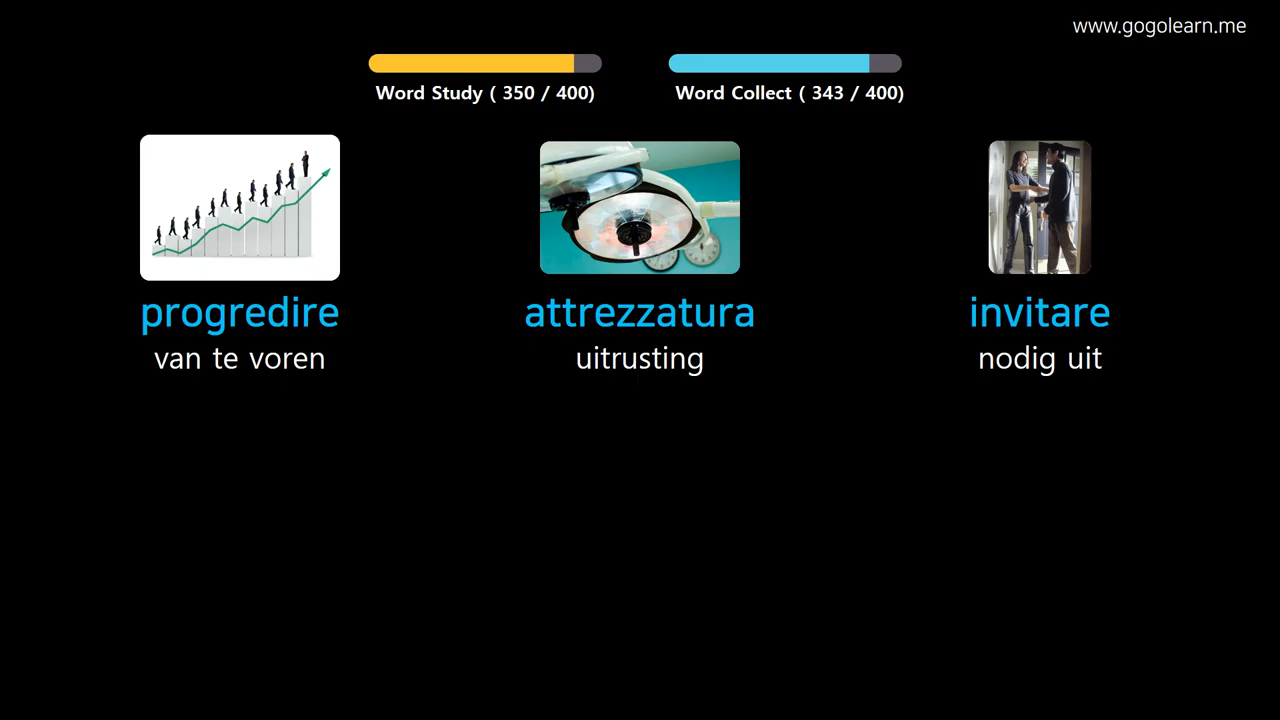 www.gogolearn.me
Word Study ( 350 / 400)
Word Collect ( 343 / 400)
progredire
van te voren
attrezzatura
uitrusting
invitare
nodig uit